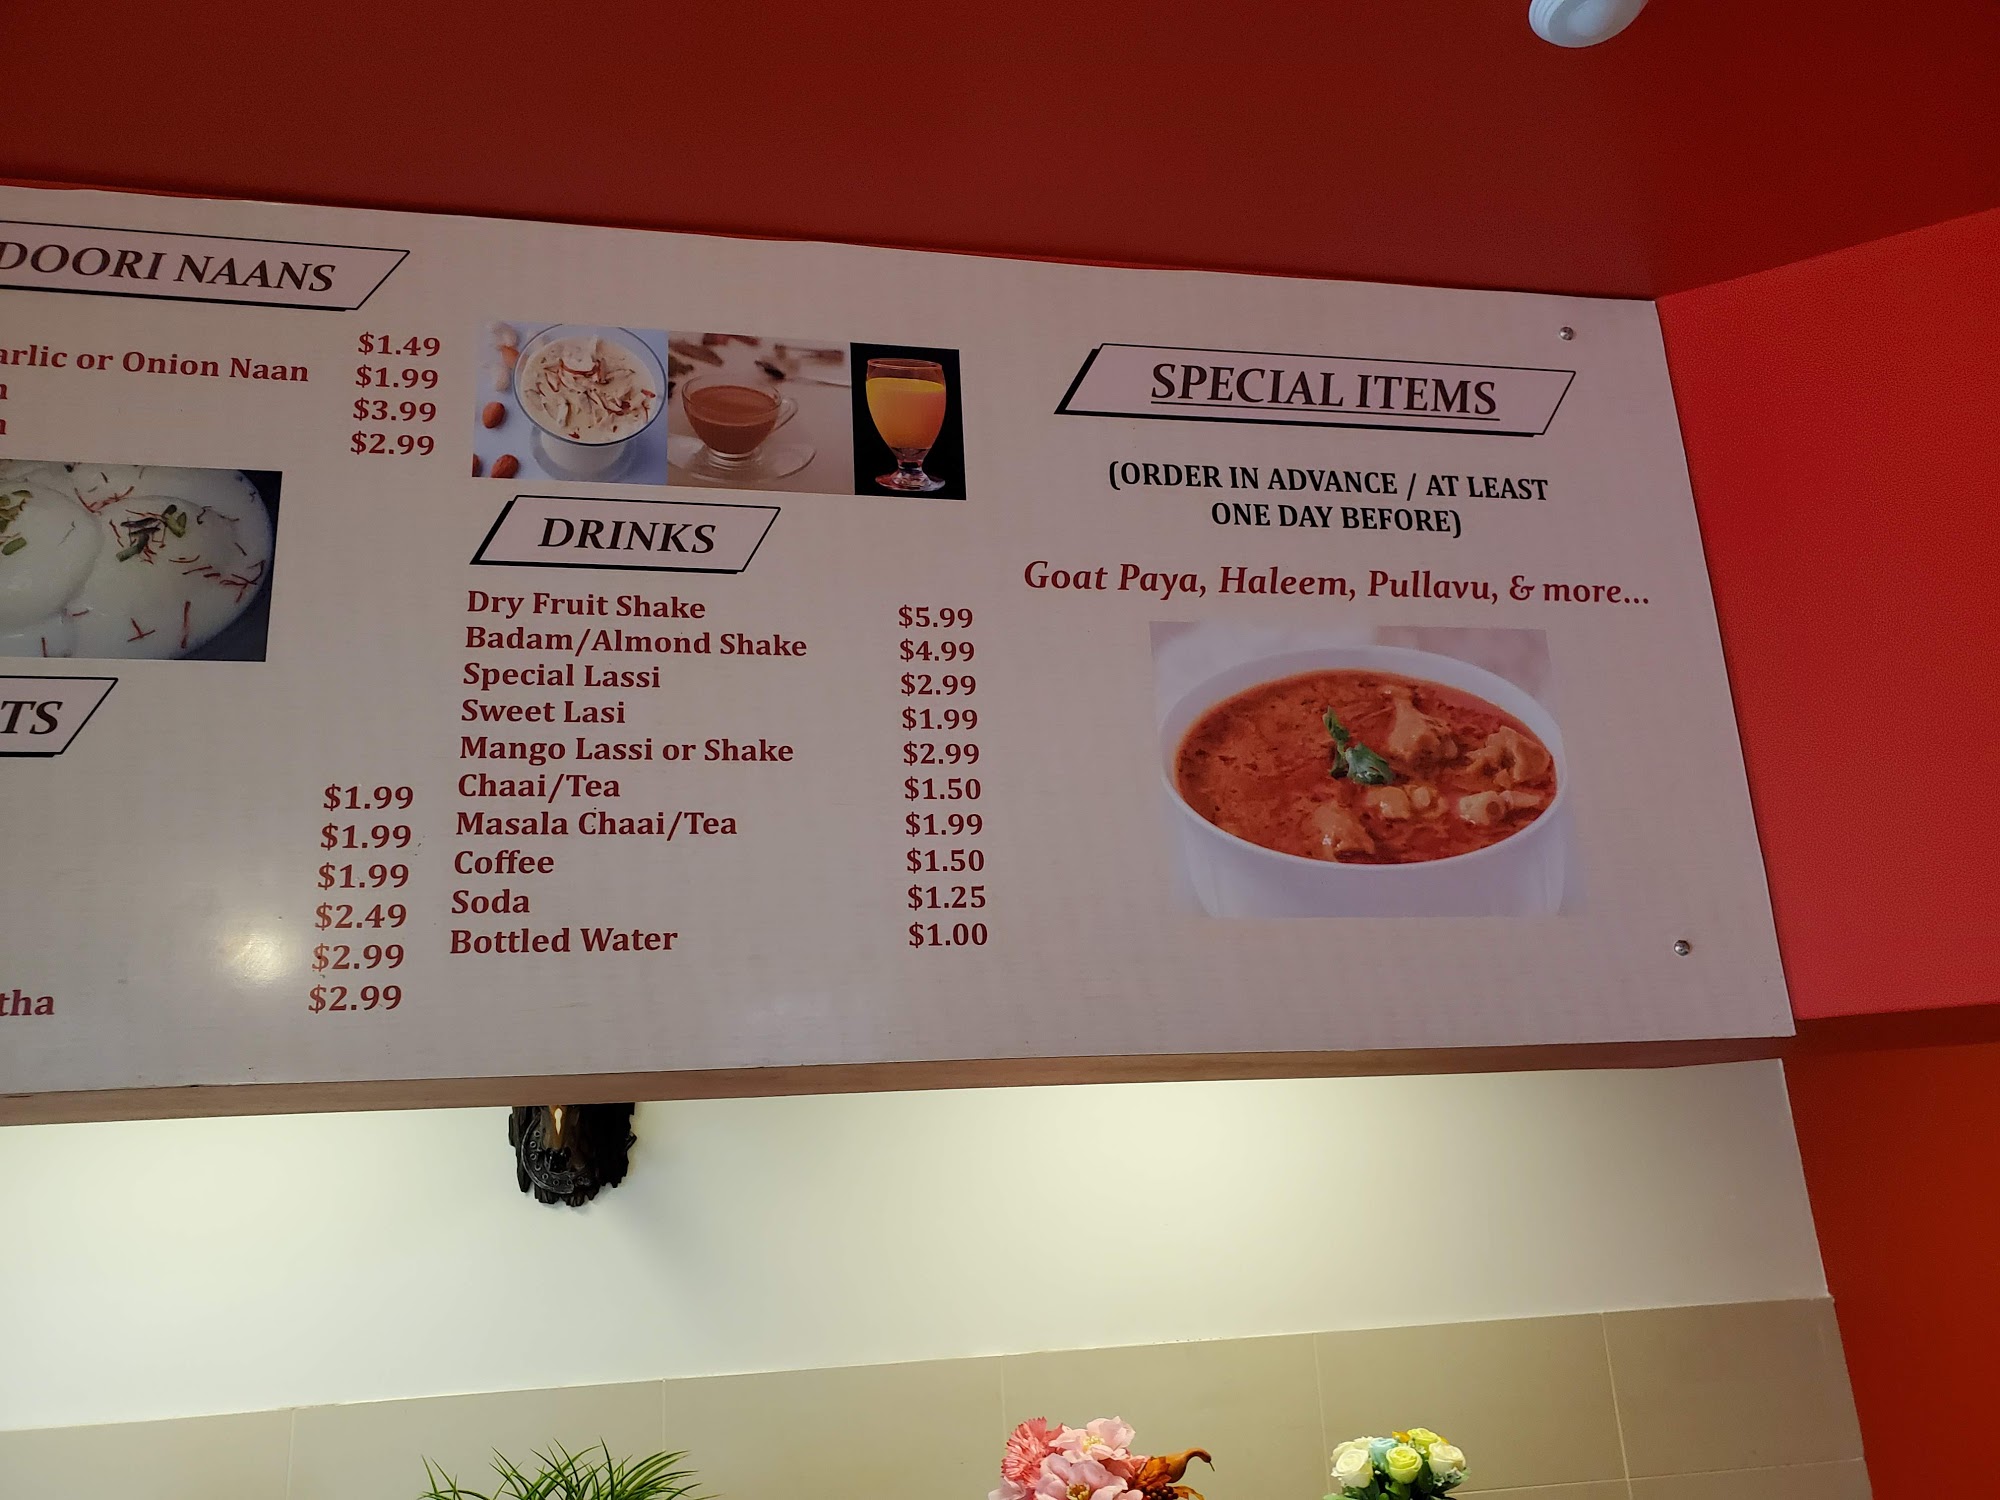 DOORI NAANS
$1.49
arlic or Onion Naan $1.99
n $3.99
n $2.99
TS
$1.99
$1.99
$1.99
$2.49
$2.99
tha $2.99
DRINKS
Dry Fruit Shake $5.99
Badam/Almond Shake $4.99
Special Lassi $2.99
Sweet Lasi $1.99
Mango Lassi or Shake $2.99
Chaai/Tea $1.50
Masala Chaai/Tea $1.99
Coffee $1.50
Soda $1.25
Bottled Water $1.00
SPECIAL ITEMS
(ORDER IN ADVANCE / AT LEAST
ONE DAY BEFORE)
Goat Paya, Haleem, Pullavu, & more...